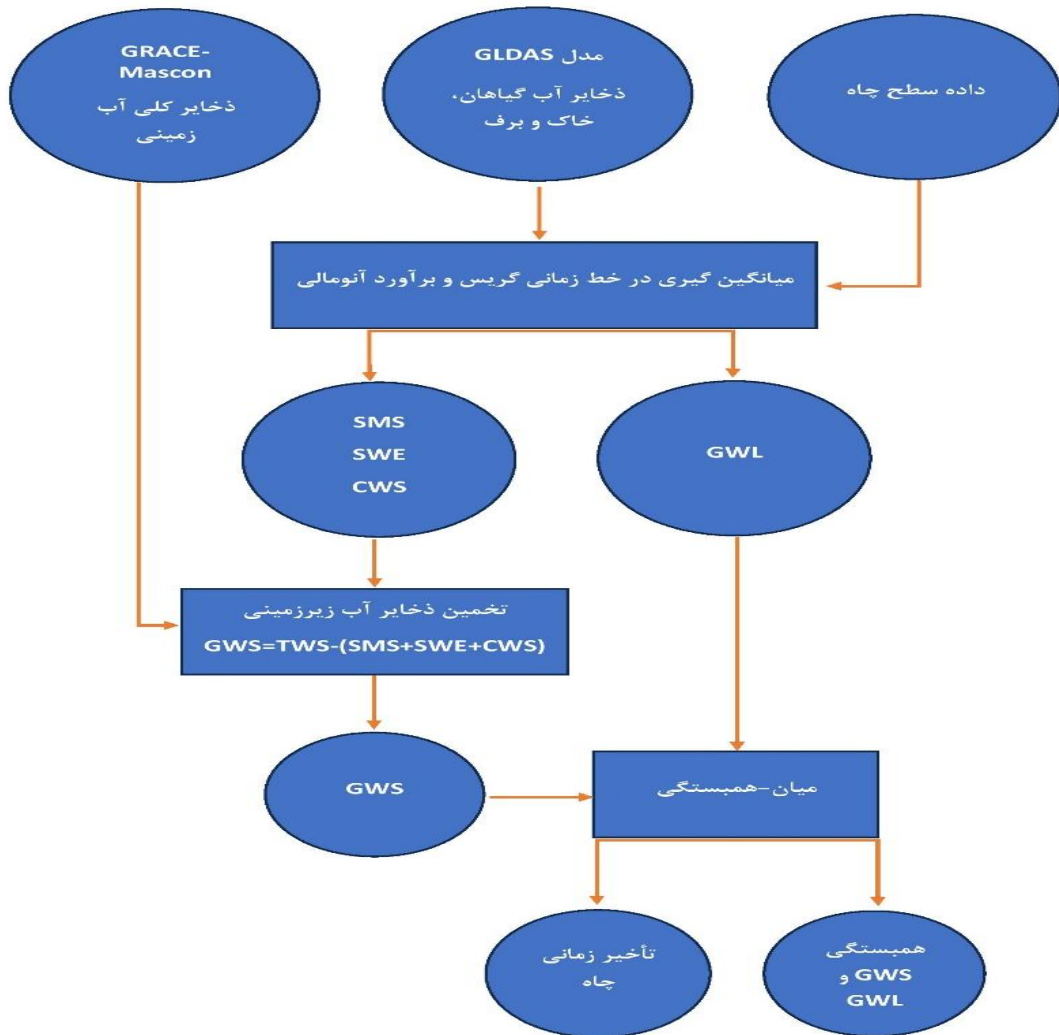 GRACE-
Mascon
ذخایر کلی آب
زمینی
مدل GLDAS
ذخایر آب گیاهان،
خاک و برف
داده سطح چاه
میانگین گیری در خط زمانی گریس و برآورد آنومالی
SMS
SWE
CWS
GWL
تخمین ذخایر آب زیرزمینی
GWS=TWS-(SMS+SWE+CWS)
GWS
میان-همبستگی
تأخیر زمانی
چاه
همبستگی
GWS و
GWL